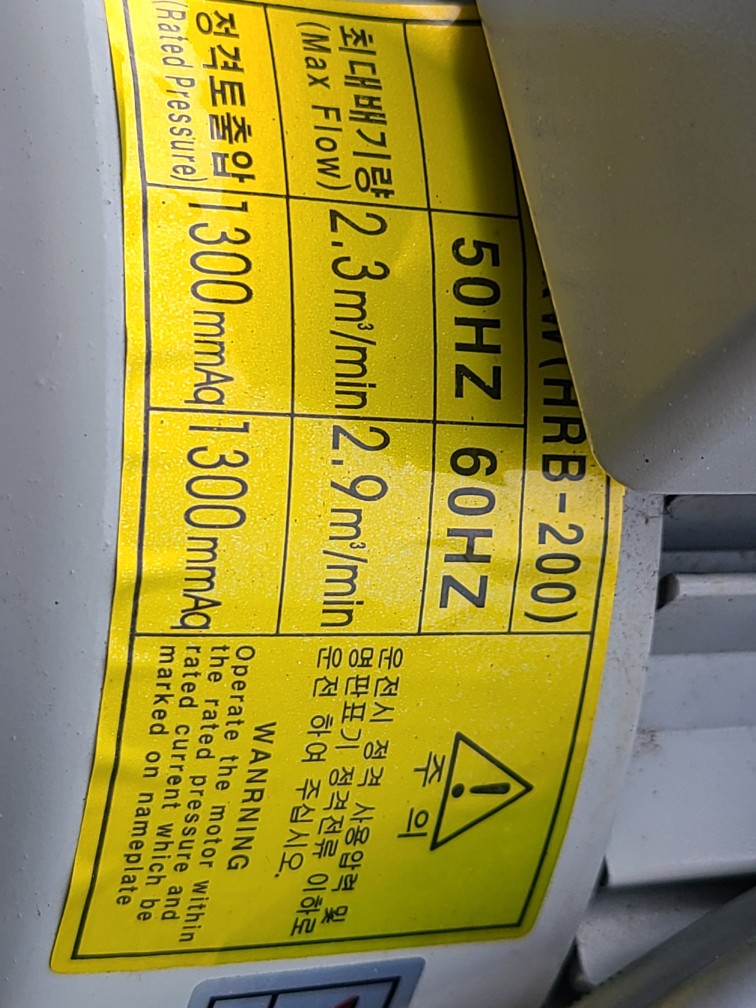 (HRB-200)
50HZ 60HZ
최대배기량
(Max Flow) 2.3m³/min 2.9m³/min
정격토출압
(Rated Pressure) 1300mmAq 1300mmAq
주 의
운전시 정격 사용압력 및
명판표기 정격전류 이하로
운전 하여 주십시오.
WANRNING
Operate the motor within
the rated pressure and
rated current which be
marked on nameplate